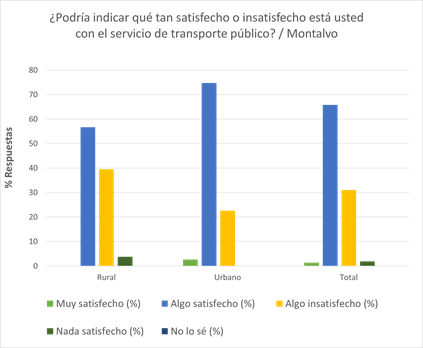 ¿Podría indicar qué tan satisfecho o insatisfecho está usted
con el servicio de transporte público? / Montalvo
80
70
60
50
40
30
20
10
0
% Respuestas
Rural Urbano Total
Muy satisfecho (%) Algo satisfecho (%) Algo insatisfecho (%)
Nada satisfecho (%) No lo sé (%)